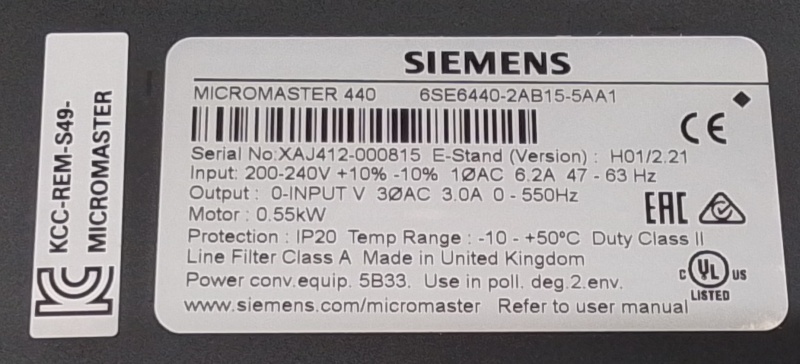 KCC-REM-S49-
MICROMASTER
SIEMENS
MICROMASTER 440 6SE6440-2AB15-5AA1
CE
Serial No:XAJ412-000815 E-Stand (Version) : H01/2.21
Input: 200-240V +10% -10% 1ØAC 6.2A 47 - 63 Hz
Output : 0-INPUT V 3ØAC 3.0A 0 - 550Hz
Motor : 0.55kW
EAC
Protection : IP20 Temp Range : -10 - +50°C Duty Class II
Line Filter Class A Made in United Kingdom
Power conv.equip. 5B33. Use in poll. deg.2.env.
C UL US
LISTED
www.siemens.com/micromaster Refer to user manual